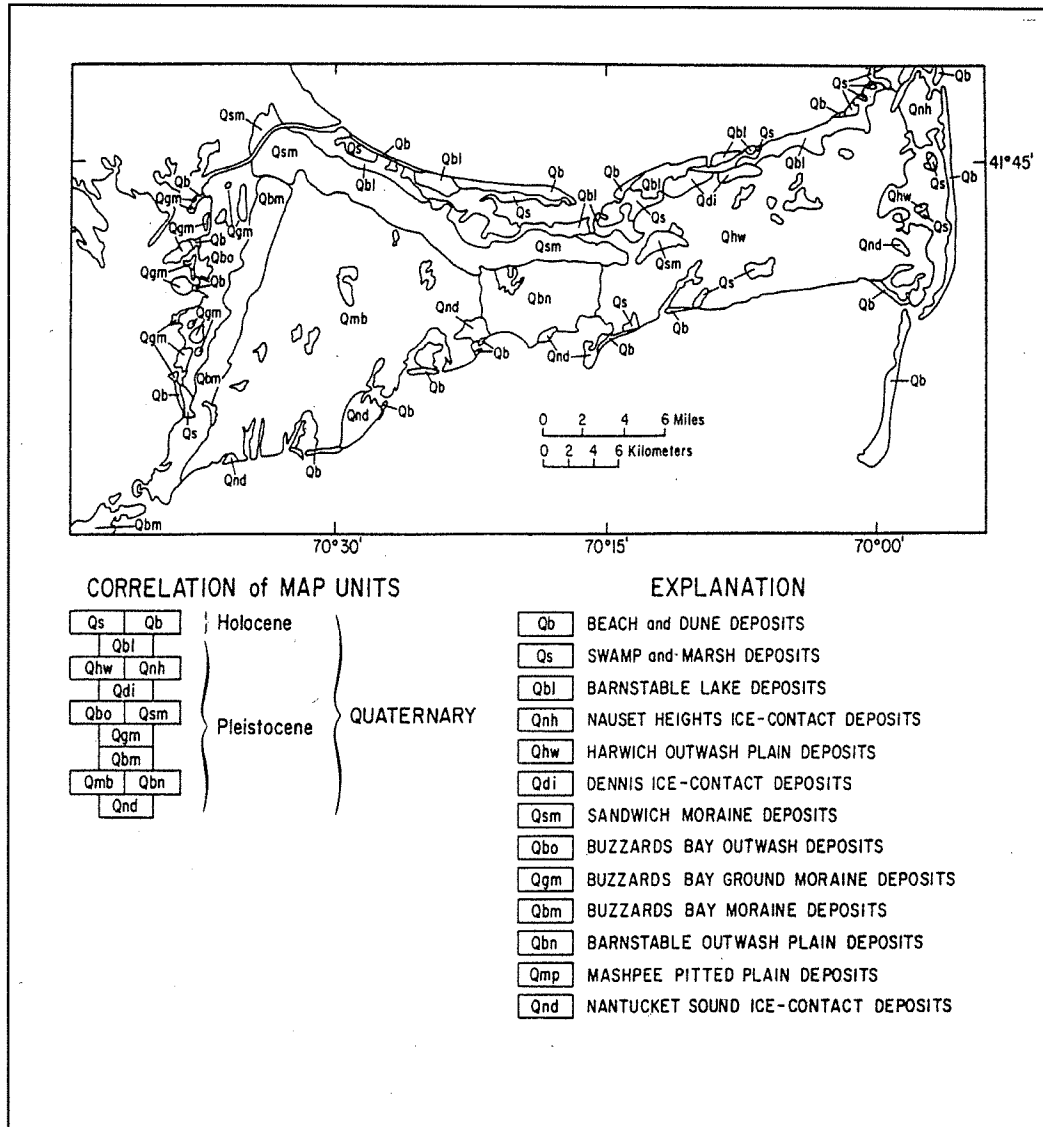 Qb
Qs
Qnh
Qb
Qsm
Qbl
Qs
Qs
Qb
Qbl
Qb
Qbl
41°45'
Qsm
Qb
Qgm
Qbm
Qbl
Qbl
Qb
Qs
Qb
Qs
Qdi
Qhw
Qs
Qgm
Qgm
Qb
Qbo
Qsm
Qsm
Qhw
Qnd
Qgm
Qb
Qgm
Qmb
Qbn
Qs
Qs
Qb
Qnd
Qb
Qgm
Qbm
Qb
Qnd
Qb
Qb
Qb
Qs
Qnd
Qb
0 2 4 6 Miles
0 2 4 6 Kilometers
Qnd
Qb
Qbm
70°30'
70°15'
70°00'
CORRELATION of MAP UNITS
Qs Qb Holocene
Qbl
Qhw Qnh
Qdi
Qbo Qsm
Pleistocene
QUATERNARY
Qgm
Qbm
Qmb Qbn
Qnd
EXPLANATION
Qb BEACH and DUNE DEPOSITS
Qs SWAMP and MARSH DEPOSITS
Qbl BARNSTABLE LAKE DEPOSITS
Qnh NAUSET HEIGHTS ICE-CONTACT DEPOSITS
Qhw HARWICH OUTWASH PLAIN DEPOSITS
Qdi DENNIS ICE-CONTACT DEPOSITS
Qsm SANDWICH MORAINE DEPOSITS
Qbo BUZZARDS BAY OUTWASH DEPOSITS
Qgm BUZZARDS BAY GROUND MORAINE DEPOSITS
Qbm BUZZARDS BAY MORAINE DEPOSITS
Qbn BARNSTABLE OUTWASH PLAIN DEPOSITS
Qmp MASHPEE PITTED PLAIN DEPOSITS
Qnd NANTUCKET SOUND ICE-CONTACT DEPOSITS